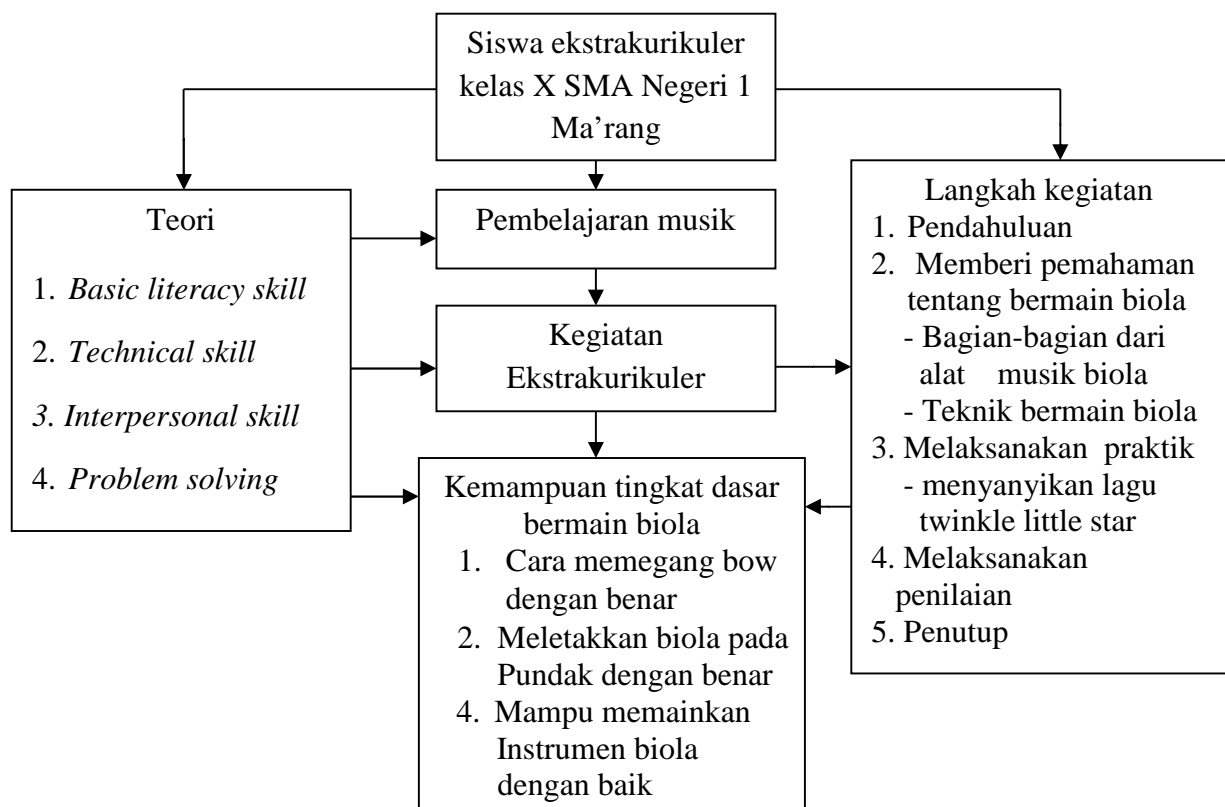 Siswa ekstrakurikuler
kelas X SMA Negeri 1
Ma’rang
Teori
1. Basic literacy skill
2. Technical skill
3. Interpersonal skill
4. Problem solving
Pembelajaran musik
Kegiatan
Ekstrakurikuler
Kemampuan tingkat dasar
bermain biola
1. Cara memegang bow
dengan benar
2. Meletakkan biola pada
Pundak dengan benar
4. Mampu memainkan
Instrumen biola
dengan baik
Langkah kegiatan
1. Pendahuluan
2. Memberi pemahaman
tentang bermain biola
- Bagian-bagian dari
alat musik biola
- Teknik bermain biola
3. Melaksanakan praktik
- menyanyikan lagu
twinkle little star
4. Melaksanakan
penilaian
5. Penutup